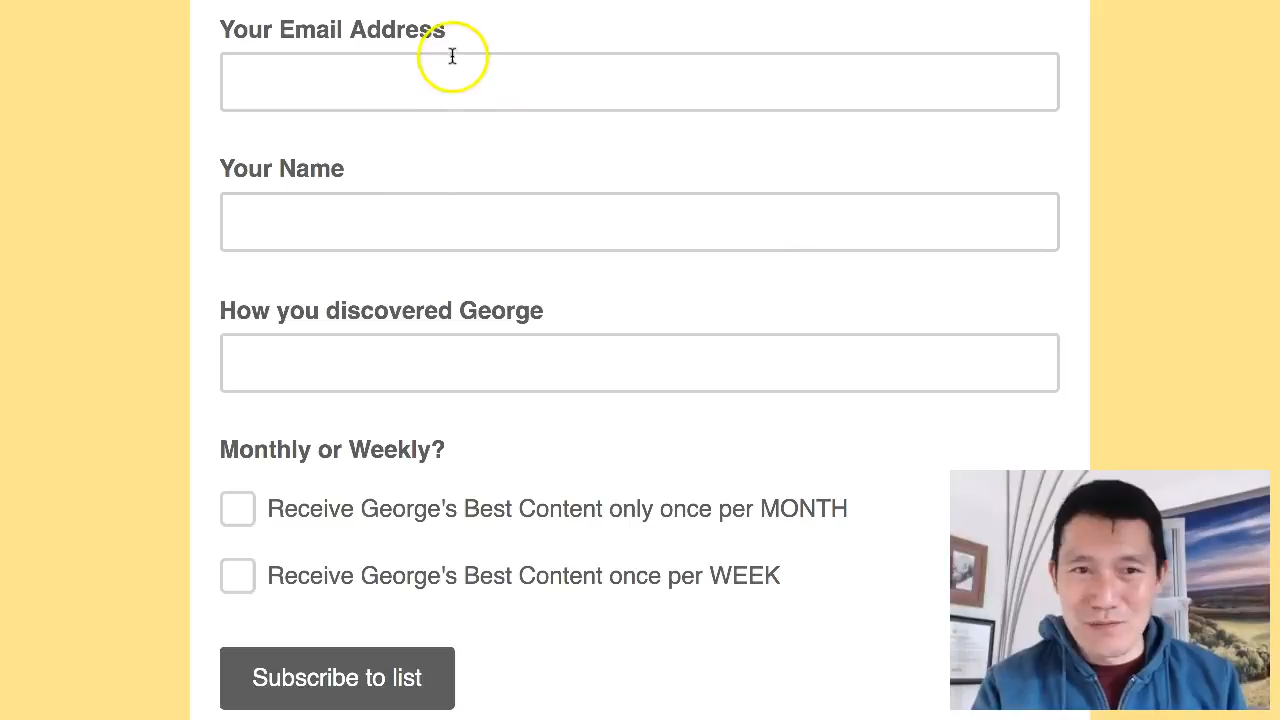 Your Email Address
Your Name
How you discovered George
Monthly or Weekly?
Receive George's Best Content only once per MONTH
Receive George's Best Content once per WEEK
Subscribe to list